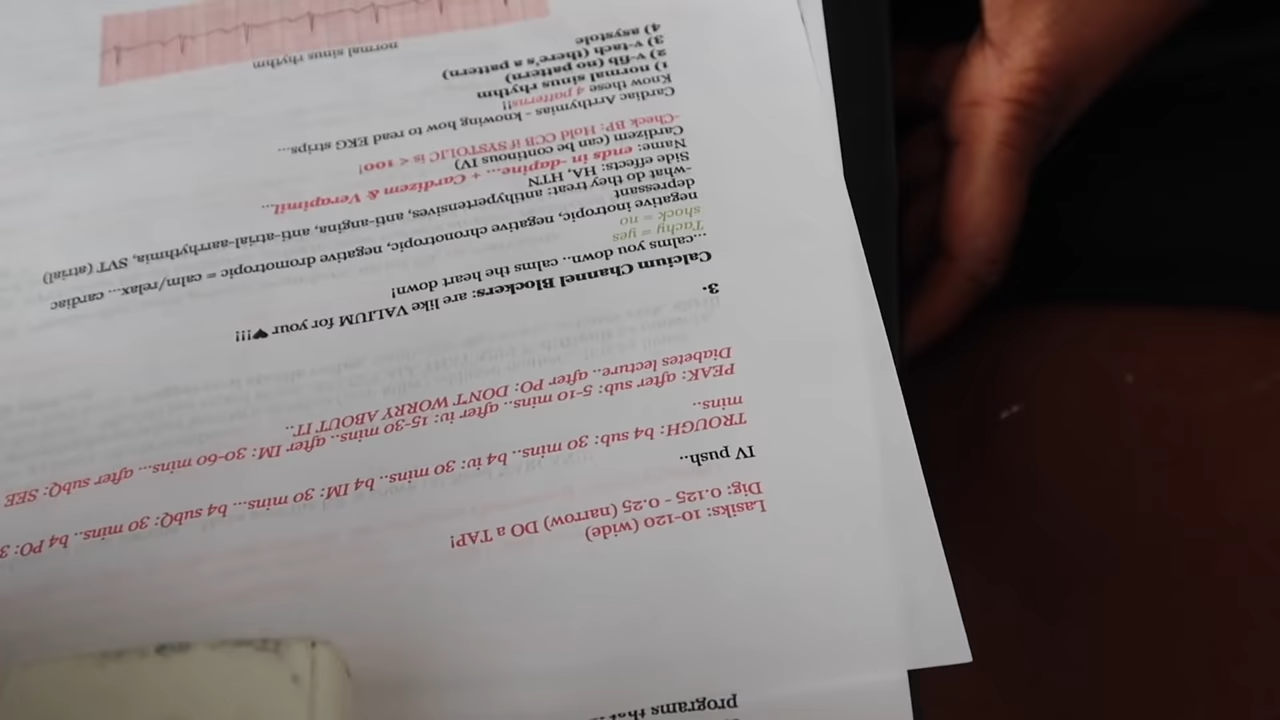 programs that
Lasiks: 10-120 (wide)
Dig: 0.125 - 0.25 (narrow) DO a TAP!
IV push..
TROUGH: b4 sub: 30 mins.. b4 iv: 30 mins.. b4 IM: 30 mins... b4 subQ: 30 mins.. b4 PO: 3
mins..
PEAK: after sub: 5-10 mins.. after iv: 15-30 mins.. after IM: 30-60 mins... after subQ: SEE
Diabetes lecture.. after PO: DON'T WORRY ABOUT IT..
3.
Calcium Channel Blockers: are like VALIUM for your ♥!!!
...calms you down.. calms the heart down!
Tachy = yes
shock = no
negative inotropic, negative chronotropic, negative dromotropic = calm/relax... cardiac
depressant
-what do they treat: antihypertensives, anti-angina, anti-atrial-aarrhythmia, SVT (atrial)
Side effects: HA, HTN
Name: ends in -dapine... + Cardizem & Verapimil...
Cardizem (can be continous IV)
-Check BP: Hold CCB if SYSTOLIC is < 100!
Cardiac Arrthymias - knowing how to read EKG strips...
Know these 4 patterns!!
1) normal sinus rhythm
2) v-fib (no pattern)
3) v-tach (there's a pattern)
4) asystole
normal sinus rhythm